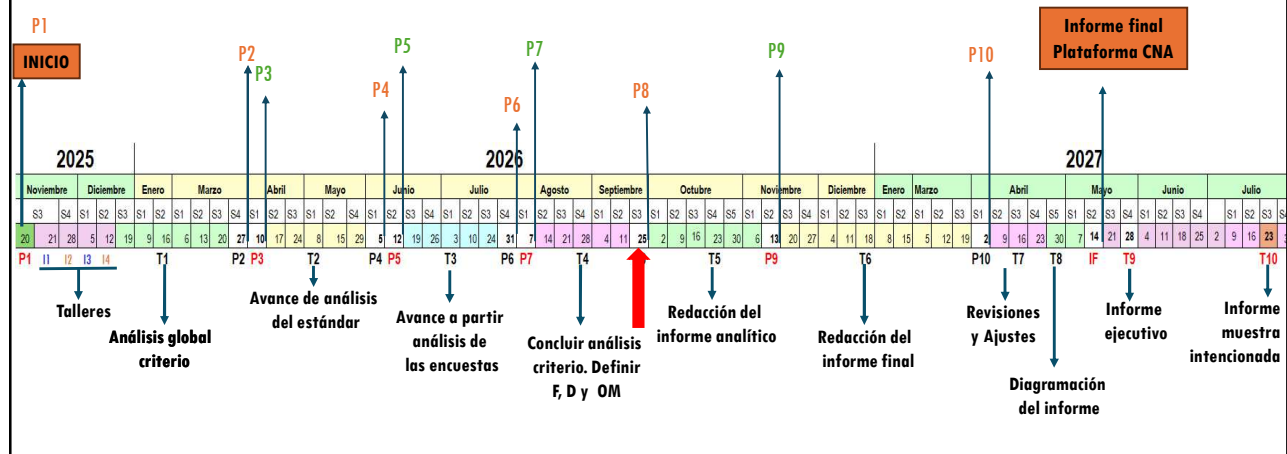 P1
INICIO
P2
P3
P4
P5
P6
P7
P8
P9
P10
Informe final
Plataforma CNA
2025 2026 2027
Noviembre Diciembre Enero Marzo Abril Mayo Junio Julio Agosto Septiembre Octubre Noviembre Diciembre Enero Marzo Abril Mayo Junio Julio
S3 S4 S1 S2 S3 S1 S2 S1 S2 S3 S4 S1 S2 S3 S1 S2 S4 S1 S2 S3 S4 S1 S2 S3 S4 S1 S2 S3 S4 S1 S2 S3 S1 S2 S3 S4 S5 S1 S2 S3 S4 S1 S2 S3 S1 S2 S1 S2 S3 S1 S2 S3 S4 S5 S1 S2 S3 S4 S1 S2 S3 S4 S1 S2 S3 S4
20 21 28 5 12 19 9 16 6 13 20 27 10 17 24 8 15 29 5 12 19 26 3 10 24 31 7 14 21 28 4 11 25 2 9 16 23 30 6 13 20 27 4 11 18 8 15 5 12 19 2 9 16 23 30 7 14 21 28 4 11 18 25 2 9 16 23
P1 I1 I2 I3 I4 T1 P2 P3 T2 P4 P5 T3 P6 P7 T4 T5 P9 T6 P10 T7 T8 IF T9 T10
Talleres
Análisis global
criterio
Avance de análisis
del estándar
Avance a partir
análisis de
las encuestas
Concluir análisis
criterio. Definir
F, D y OM
Redacción del
informe analítico
Redacción del
informe final
Revisiones
y Ajustes
Diagramación
del informe
Informe
ejecutivo
Informe
muestra
intencionada